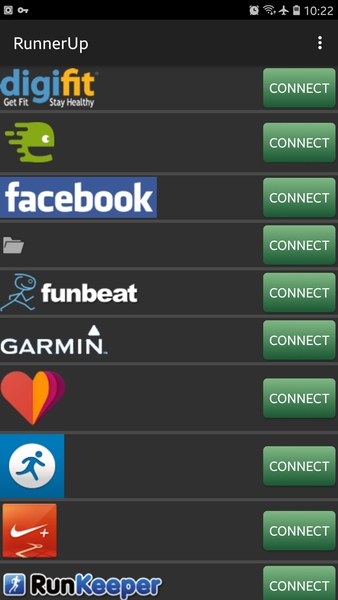 10:22
RunnerUp
digifit
Get Fit Stay Healthy
CONNECT
CONNECT
facebook
CONNECT
CONNECT
funbeat
CONNECT
GARMIN
CONNECT
CONNECT
CONNECT
CONNECT
RunKeeper
CONNECT